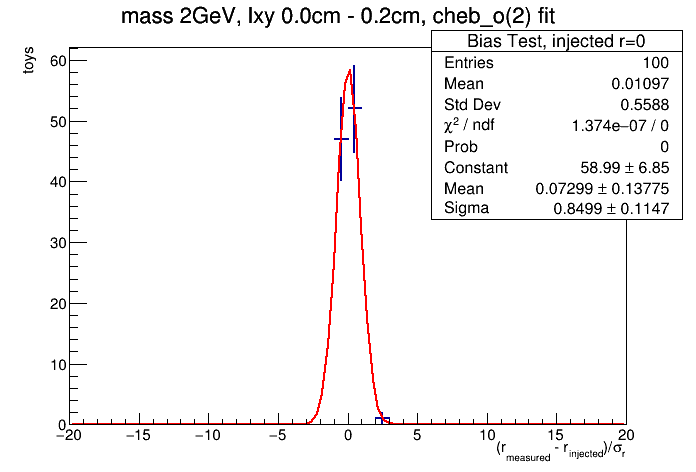 mass 2GeV, lxy 0.0cm - 0.2cm, cheb_o(2) fit
toys
Bias Test, injected r=0
Entries 100
Mean 0.01097
Std Dev 0.5588
χ² / ndf 1.374e−07 / 0
Prob 0
Constant 58.99 ± 6.85
Mean 0.07299 ± 0.13775
Sigma 0.8499 ± 0.1147
60
50
40
30
20
10
0
−20 −15 −10 −5 0 5 10 15 20
(r_measured - r_injected)/σ_r